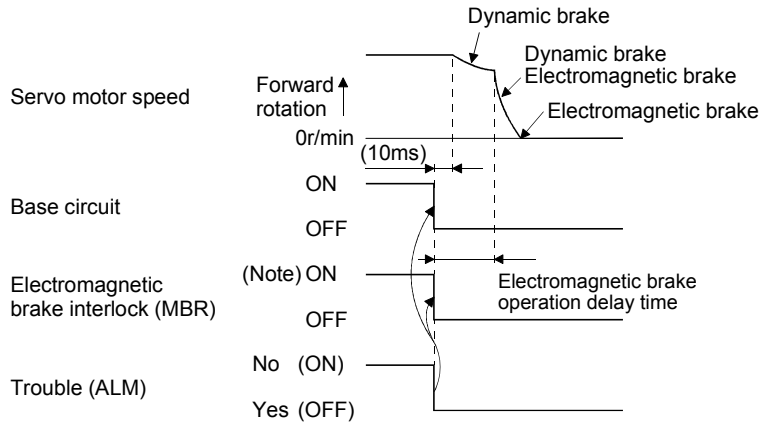 Dynamic brake
Dynamic brake
Electromagnetic brake
Servo motor speed
Forward
rotation
Electromagnetic brake
0r/min
(10ms)
Base circuit
ON
OFF
Electromagnetic
brake interlock (MBR)
(Note) ON
OFF
Electromagnetic brake
operation delay time
Trouble (ALM)
No (ON)
Yes (OFF)